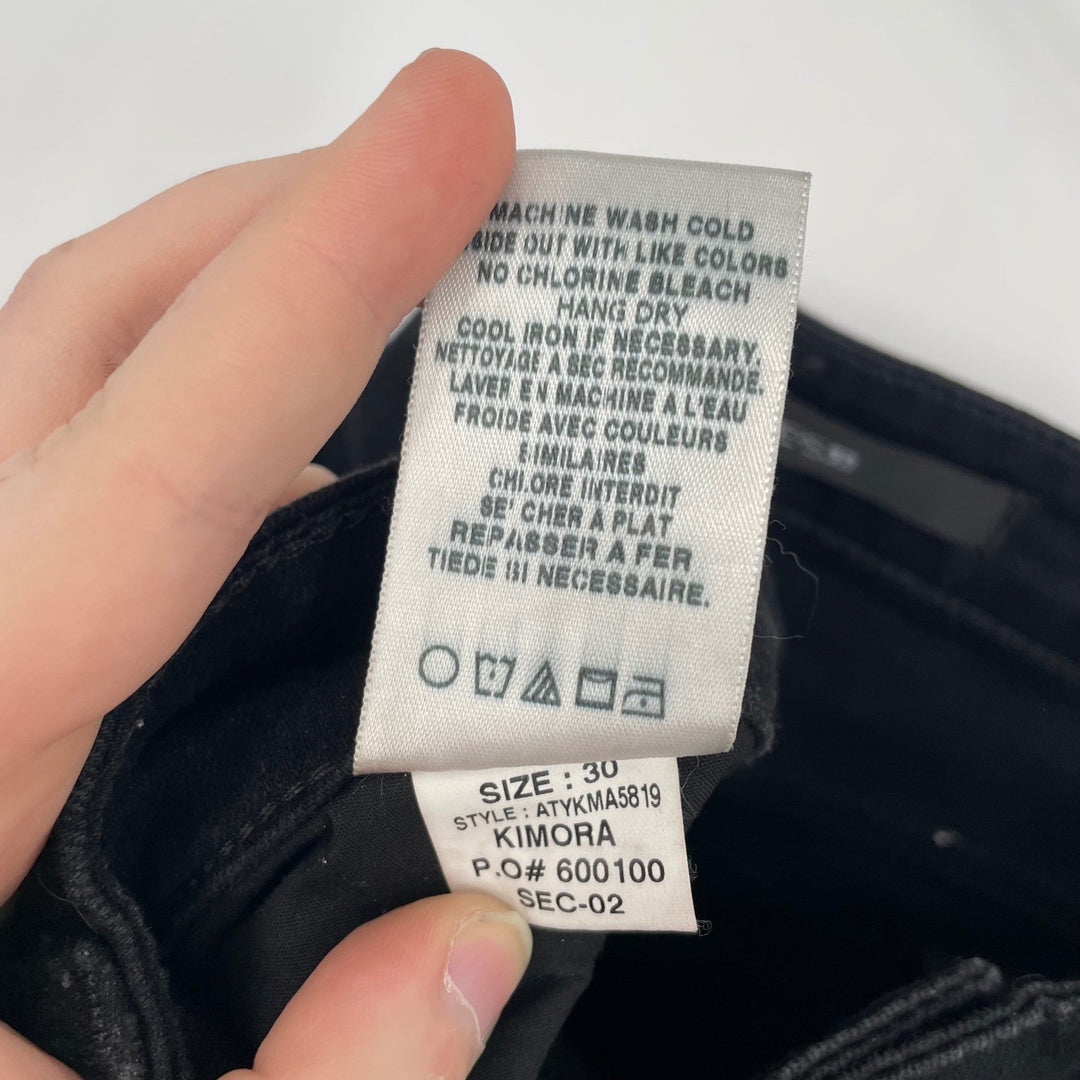 MACHINE WASH COLD
SIDE OUT WITH LIKE COLORS
NO CHLORINE BLEACH
HANG DRY
COOL IRON IF NECESSARY.
NETTOYAGE A SEC RECOMMANDE.
LAVER EN MACHINE A L'EAU
FROIDE AVEC COULEURS
SIMILAIRES
CHLORE INTERDIT
SE' CHER A PLAT
REPASSER A FER
TIEDE SI NECESSAIRE.
SIZE : 30
STYLE : ATYKMA5819
KIMORA
P.O# 600100
SEC-02